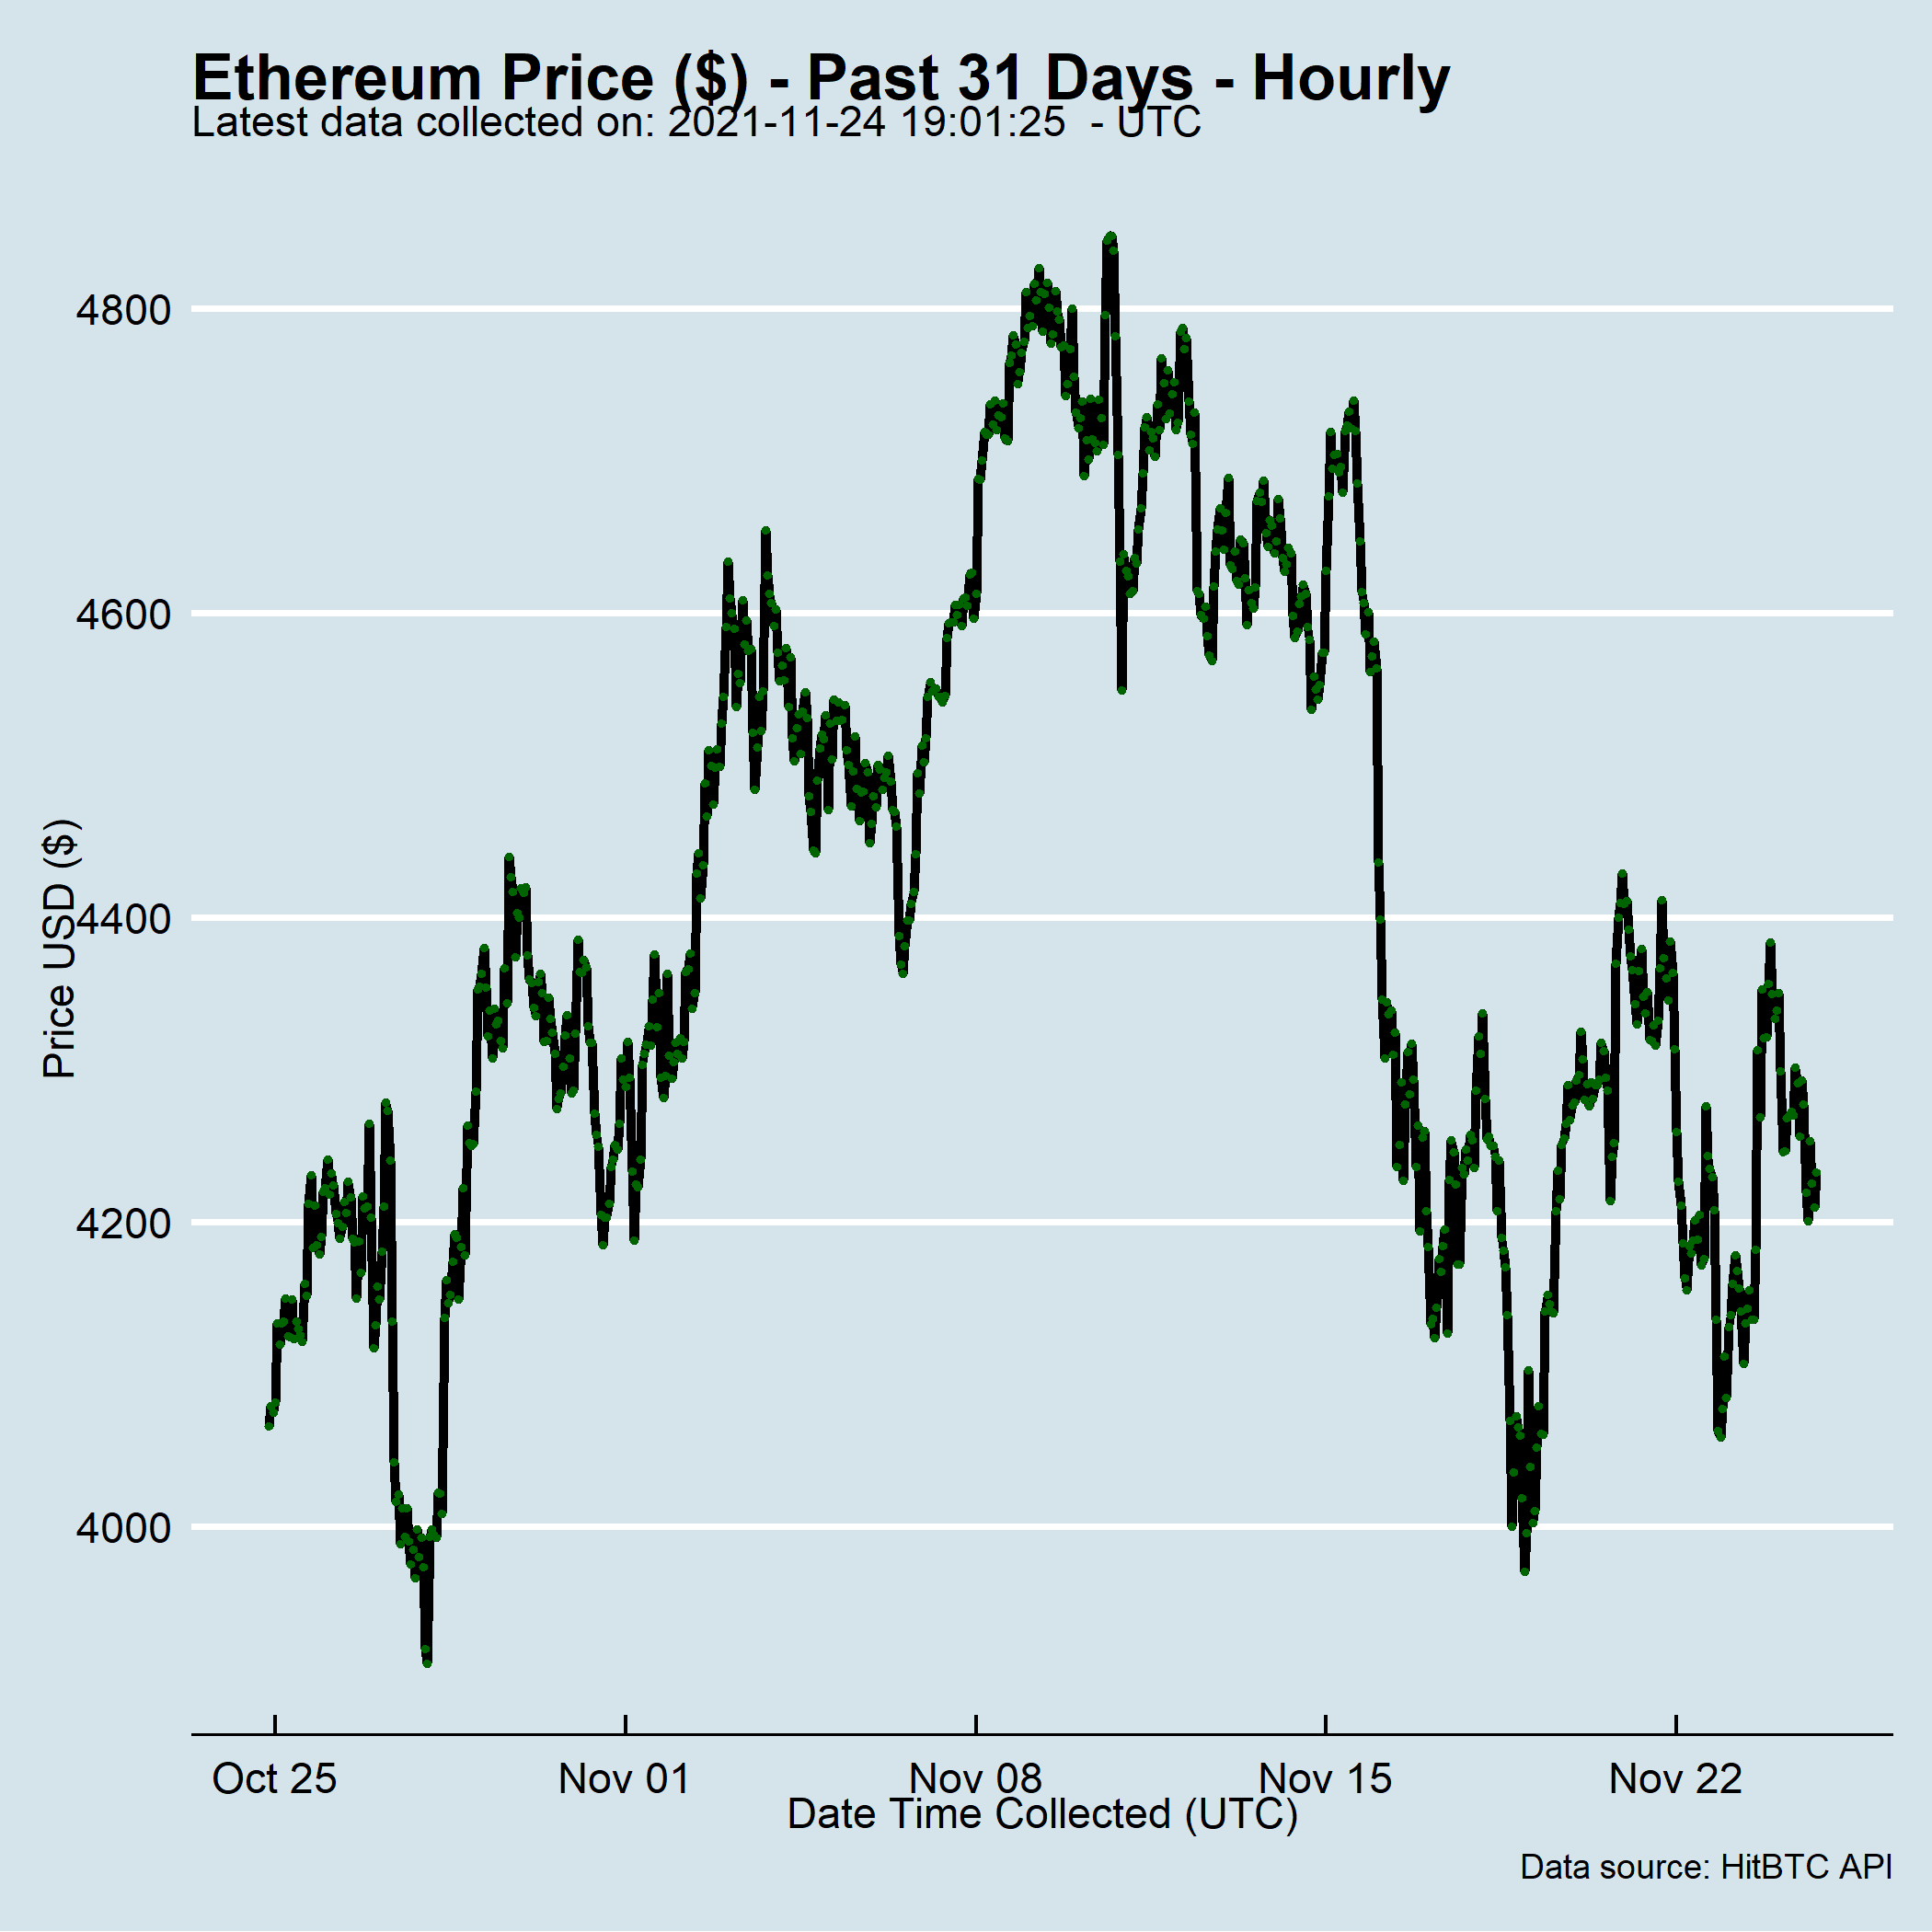 Ethereum Price ($) - Past 31 Days - Hourly
Latest data collected on: 2021-11-24 19:01:25  - UTC
Price USD ($)
4800
4600
4400
4200
4000
Oct 25 Nov 01 Nov 08 Nov 15 Nov 22
Date Time Collected (UTC)
Data source: HitBTC API